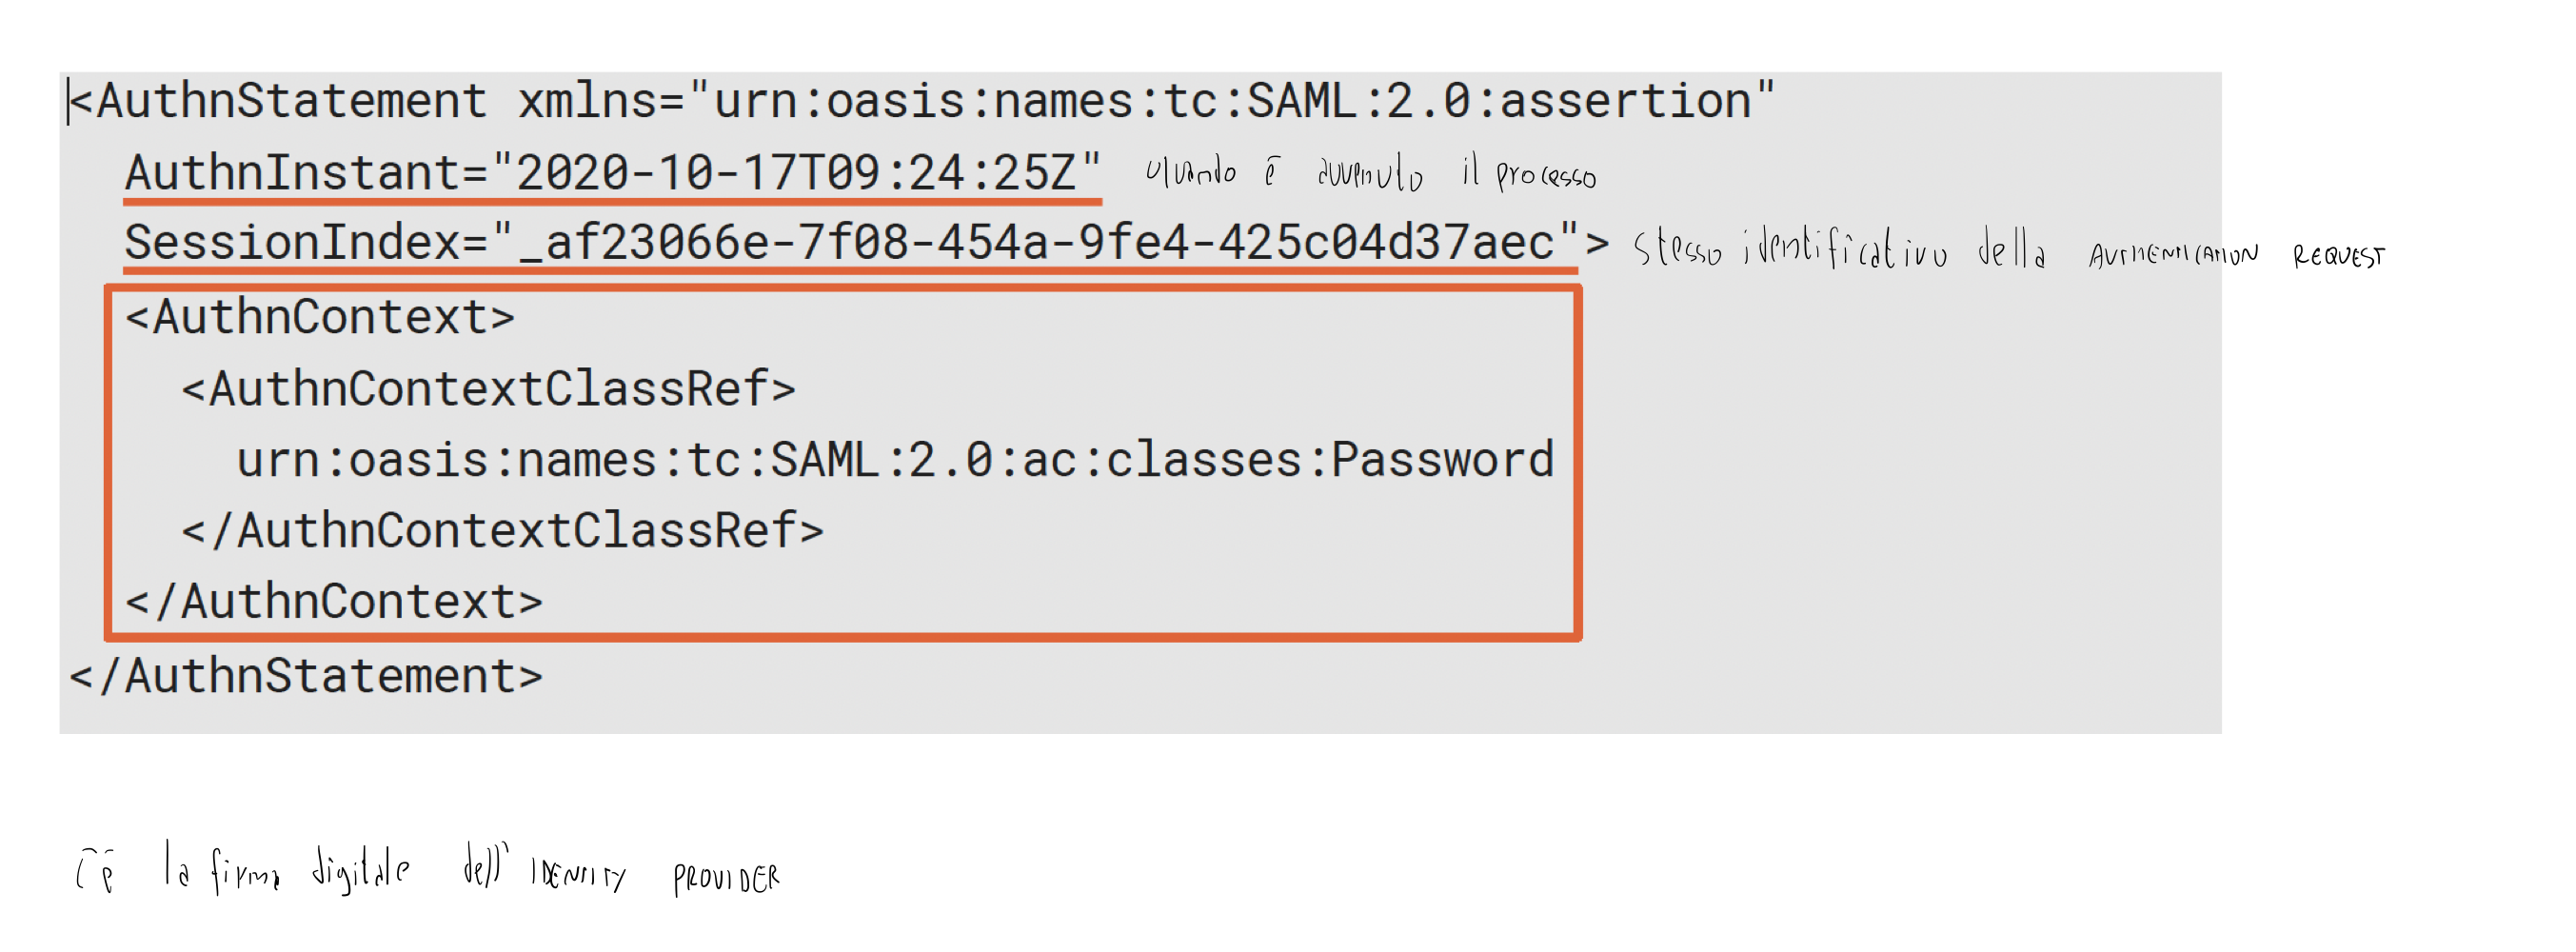 <AuthnStatement xmlns="urn:oasis:names:tc:SAML:2.0:assertion"
AuthnInstant="2020-10-17T09:24:25Z" quando è avvenuto il processo
SessionIndex="_af23066e-7f08-454a-9fe4-425c04d37aec"> stesso identificativo della AUTHENTICATION REQUEST
<AuthnContext>
<AuthnContextClassRef>
urn:oasis:names:tc:SAML:2.0:ac:classes:Password
</AuthnContextClassRef>
</AuthnContext>
</AuthnStatement>
C'è la firma digitale dell' IDENTITY PROVIDER